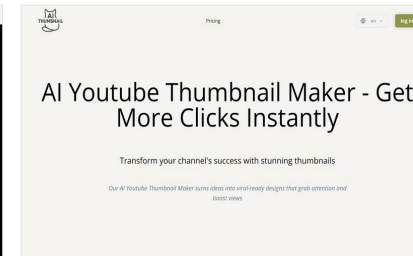 AI
THUMBNAIL
Pricing
en
log in
AI Youtube Thumbnail Maker - Get
More Clicks Instantly
Transform your channel's success with stunning thumbnails
Our AI Youtube Thumbnail Maker turns ideas into viral-ready designs that grab attention and
boost views